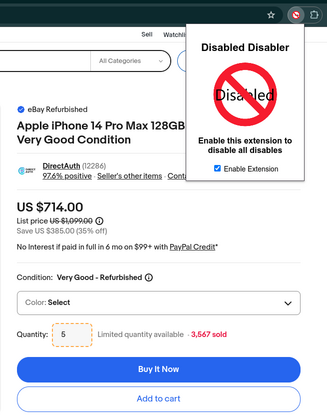 Sell Watchli
All Categories
Disabled Disabler
Disabled
Enable this extension to
disable all disables
Enable Extension
eBay Refurbished
Apple iPhone 14 Pro Max 128GB
Very Good Condition
DIRECT AUTH
DirectAuth (12286)
97.6% positive · Seller's other items · Conta
US $714.00
List price US $1,099.00
Save US $385.00 (35% off)
No Interest if paid in full in 6 mo on $99+ with PayPal Credit*
Condition: Very Good - Refurbished
Color: Select
Quantity: 5 Limited quantity available · 3,567 sold
Buy It Now
Add to cart